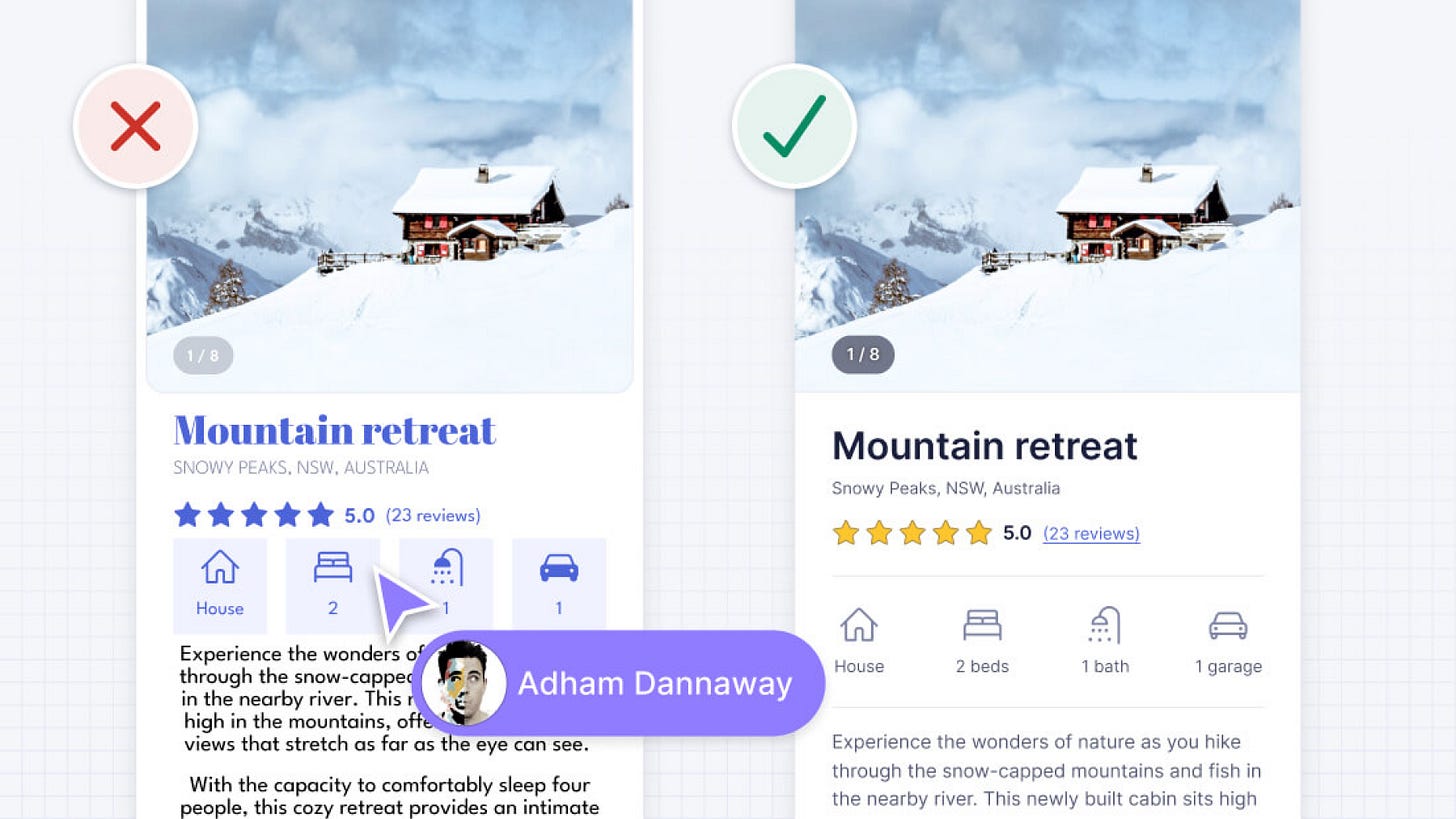 1 / 8
Mountain retreat
SNOWY PEAKS, NSW, AUSTRALIA
5.0 (23 reviews)
House
2
1
1
Experience the wonders of
through the snow-capped
in the nearby river. This
high in the mountains, offe
views that stretch as far as the eye can see.
With the capacity to comfortably sleep four
people, this cozy retreat provides an intimate
Adham Dannaway
1 / 8
Mountain retreat
Snowy Peaks, NSW, Australia
5.0 (23 reviews)
House
2 beds
1 bath
1 garage
Experience the wonders of nature as you hike
through the snow-capped mountains and fish in
the nearby river. This newly built cabin sits high